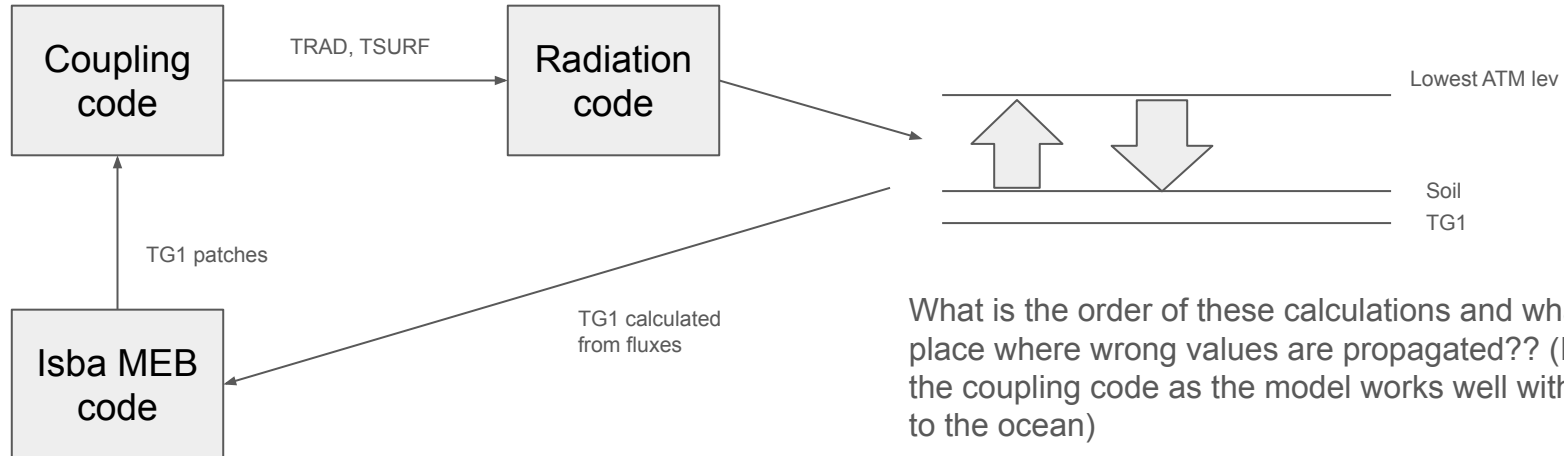 Coupling
code
TRAD, TSURF
Radiation
code
Lowest ATM lev
Soil
TG1
TG1 patches
TG1 calculated
from fluxes
Isba MEB
code
What is the order of these calculations and
place where wrong values are propagated??
the coupling code as the model works well
to the ocean)